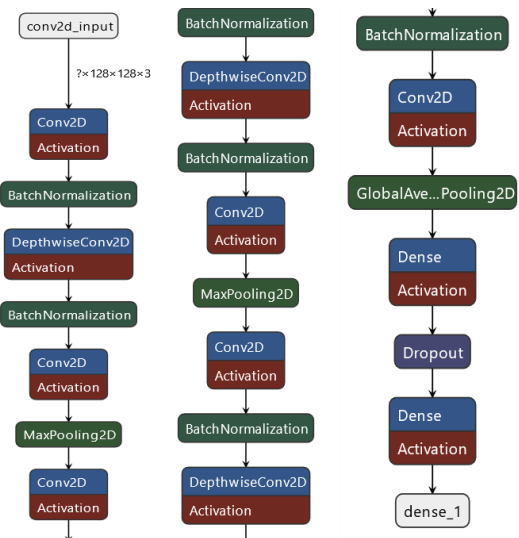 conv2d_input
?×128×128×3
Conv2D
Activation
BatchNormalization
DepthwiseConv2D
Activation
BatchNormalization
Conv2D
Activation
MaxPooling2D
Conv2D
Activation
BatchNormalization
DepthwiseConv2D
Activation
BatchNormalization
Conv2D
Activation
MaxPooling2D
Conv2D
Activation
BatchNormalization
DepthwiseConv2D
Activation
BatchNormalization
Conv2D
Activation
GlobalAve...Pooling2D
Dense
Activation
Dropout
Dense
Activation
dense_1